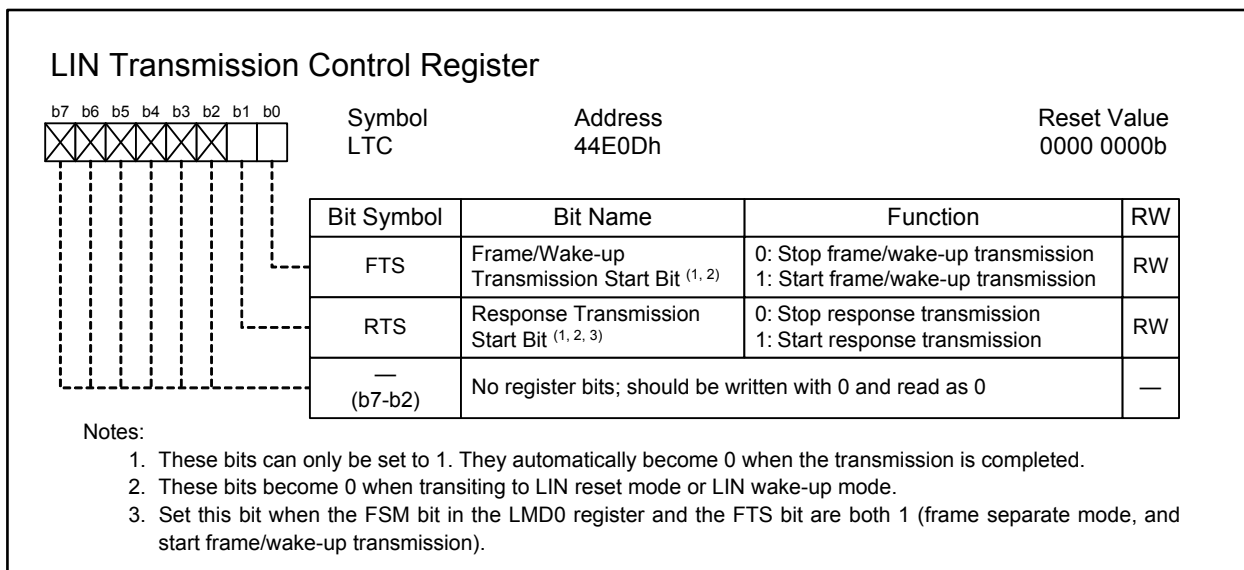 LIN Transmission Control Register
b7 b6 b5 b4 b3 b2 b1 b0
Symbol Address Reset Value
LTC 44E0Dh 0000 0000b
Bit Symbol Bit Name Function RW
FTS
Frame/Wake-up
Transmission Start Bit (1, 2)
0: Stop frame/wake-up transmission
1: Start frame/wake-up transmission
RW
RTS
Response Transmission
Start Bit (1, 2, 3)
0: Stop response transmission
1: Start response transmission
RW
—
(b7-b2)
No register bits; should be written with 0 and read as 0
—
Notes:
1. These bits can only be set to 1. They automatically become 0 when the transmission is completed.
2. These bits become 0 when transiting to LIN reset mode or LIN wake-up mode.
3. Set this bit when the FSM bit in the LMD0 register and the FTS bit are both 1 (frame separate mode, and
start frame/wake-up transmission).